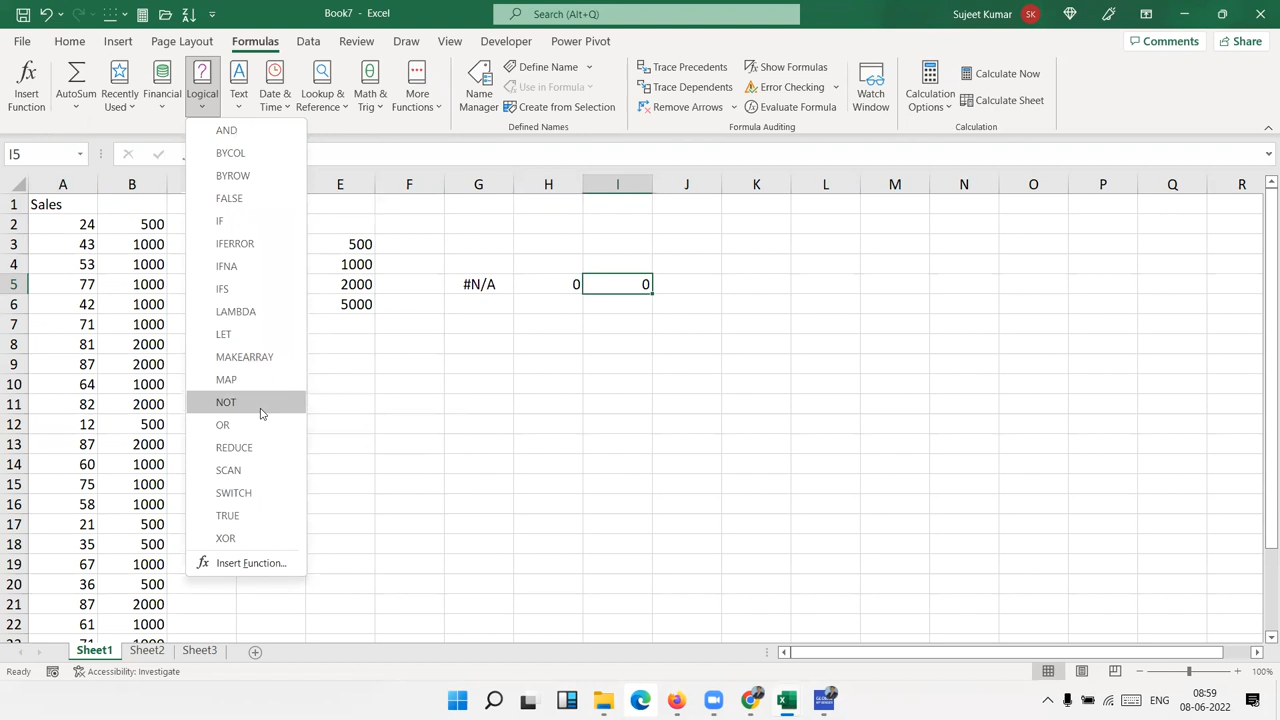 Book7 - Excel
Search (Alt+Q)
Sujeet Kumar
SK
File
Home
Insert
Page Layout
Formulas
Data
Review
View
Draw
Developer
Power Pivot
Comments
Share
Insert Function
AutoSum
Recently Used
Financial
Logical
Text
Date & Time
Lookup & Reference
Math & Trig
More Functions
Name Manager
Define Name
Use in Formula
Create from Selection
Defined Names
Trace Precedents
Trace Dependents
Remove Arrows
Show Formulas
Error Checking
Evaluate Formula
Formula Auditing
Watch Window
Calculation Options
Calculate Now
Calculate Sheet
Calculation
I5
AND
BYCOL
BYROW
FALSE
IF
IFERROR
IFNA
IFS
LAMBDA
LET
MAKEARRAY
MAP
NOT
OR
REDUCE
SCAN
SWITCH
TRUE
XOR
fx Insert Function...
A B E F G H I J K L M N O P Q R
1 Sales
2 24 500
3 43 1000 500
4 53 1000 1000
5 77 1000 2000 #N/A 0 0
6 42 1000 5000
7 71 1000
8 81 2000
9 87 2000
10 64 1000
11 82 2000
12 12 500
13 87 2000
14 60 1000
15 75 1000
16 58 1000
17 21 500
18 35 500
19 67 1000
20 36 500
21 87 2000
22 61 1000
23 71 1000
Sheet1 Sheet2 Sheet3
Ready
Accessibility: Investigate
100%
ENG
08:59
08-06-2022